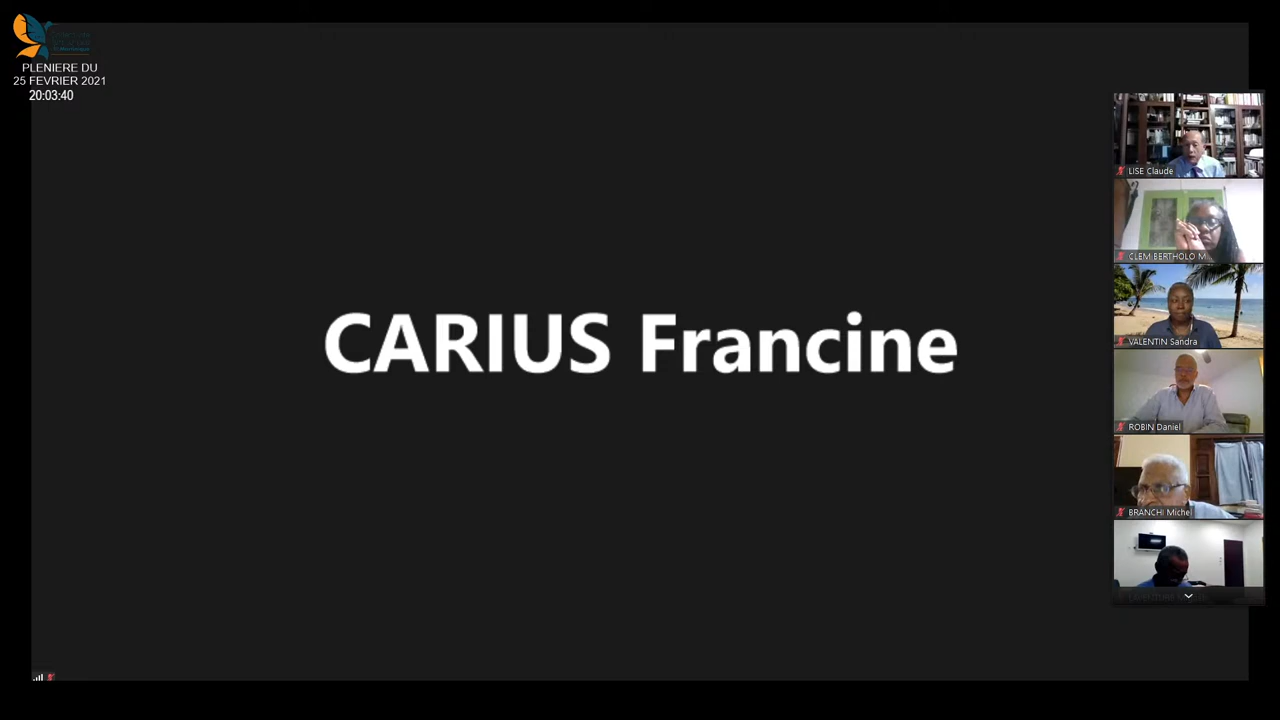 PLENIERE DU
25 FEVRIER 2021
20:03:40
CARIUS Francine
LISE Claude
CLEM BERTHOLO M...
VALENTIN Sandra
ROBIN Daniel
BRANCHI Michel